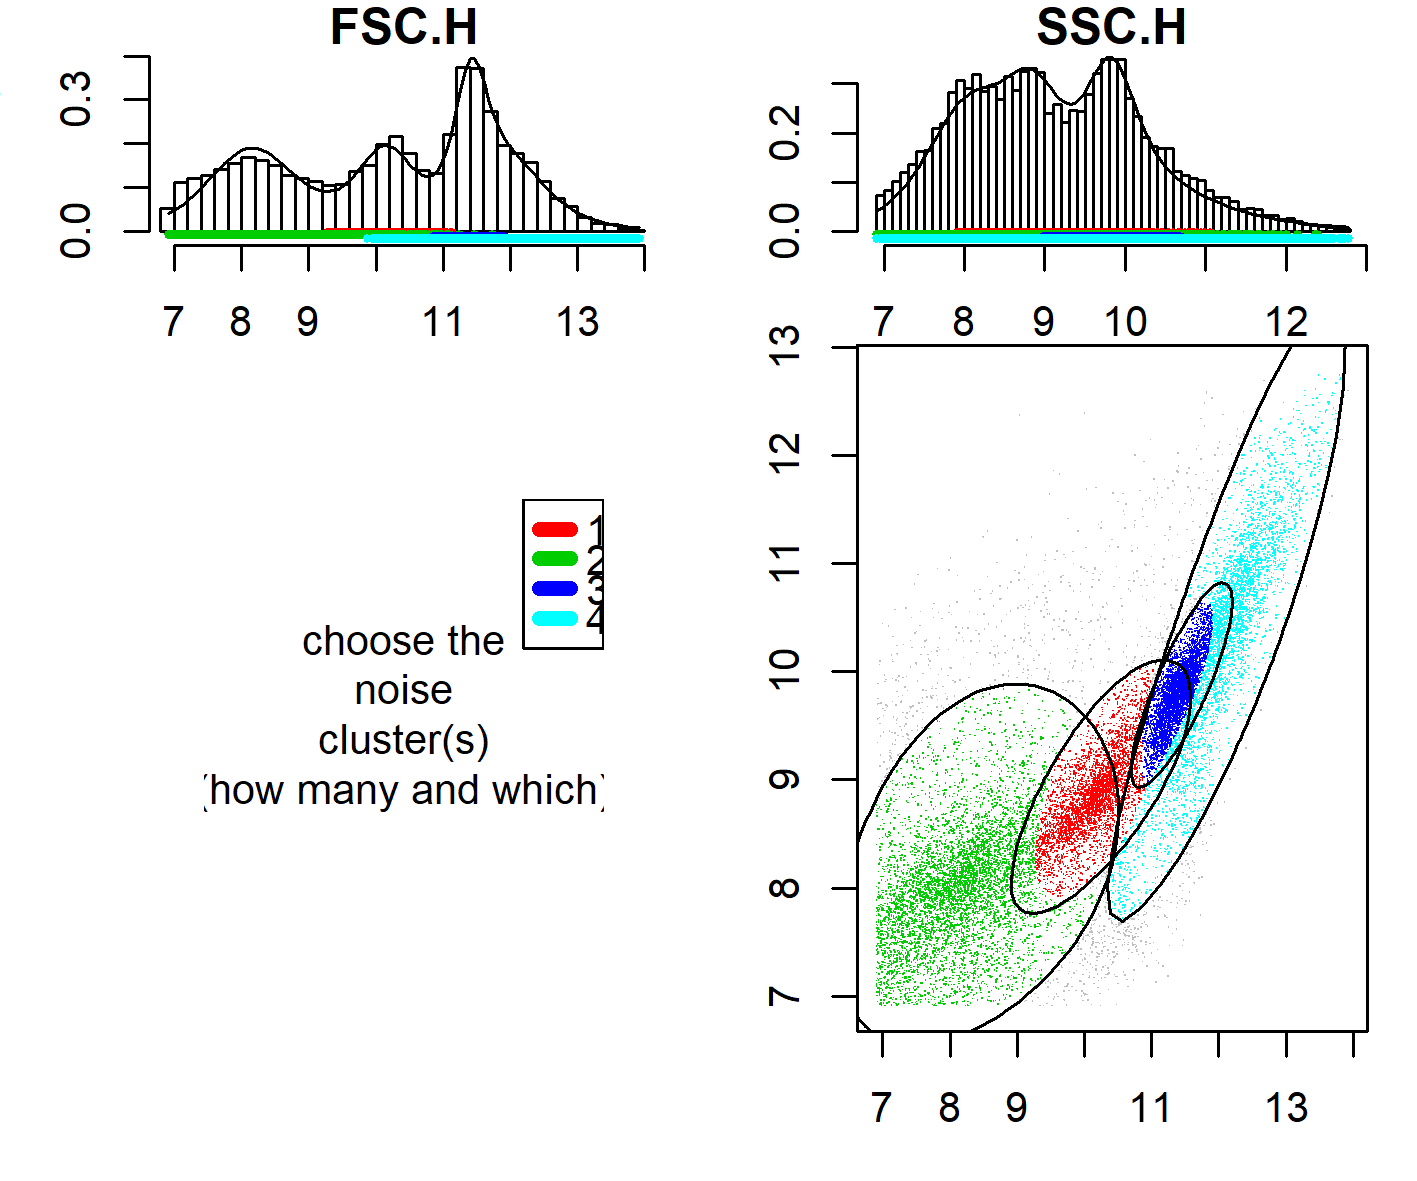 FSC.H
SSC.H
0.3
0.0
7 8 9 11 13
0.2
0.0
7 8 9 10 12
1
2
3
4
choose the
noise
cluster(s)
(how many and which)
13
12
11
10
9
8
7
7 8 9 11 13